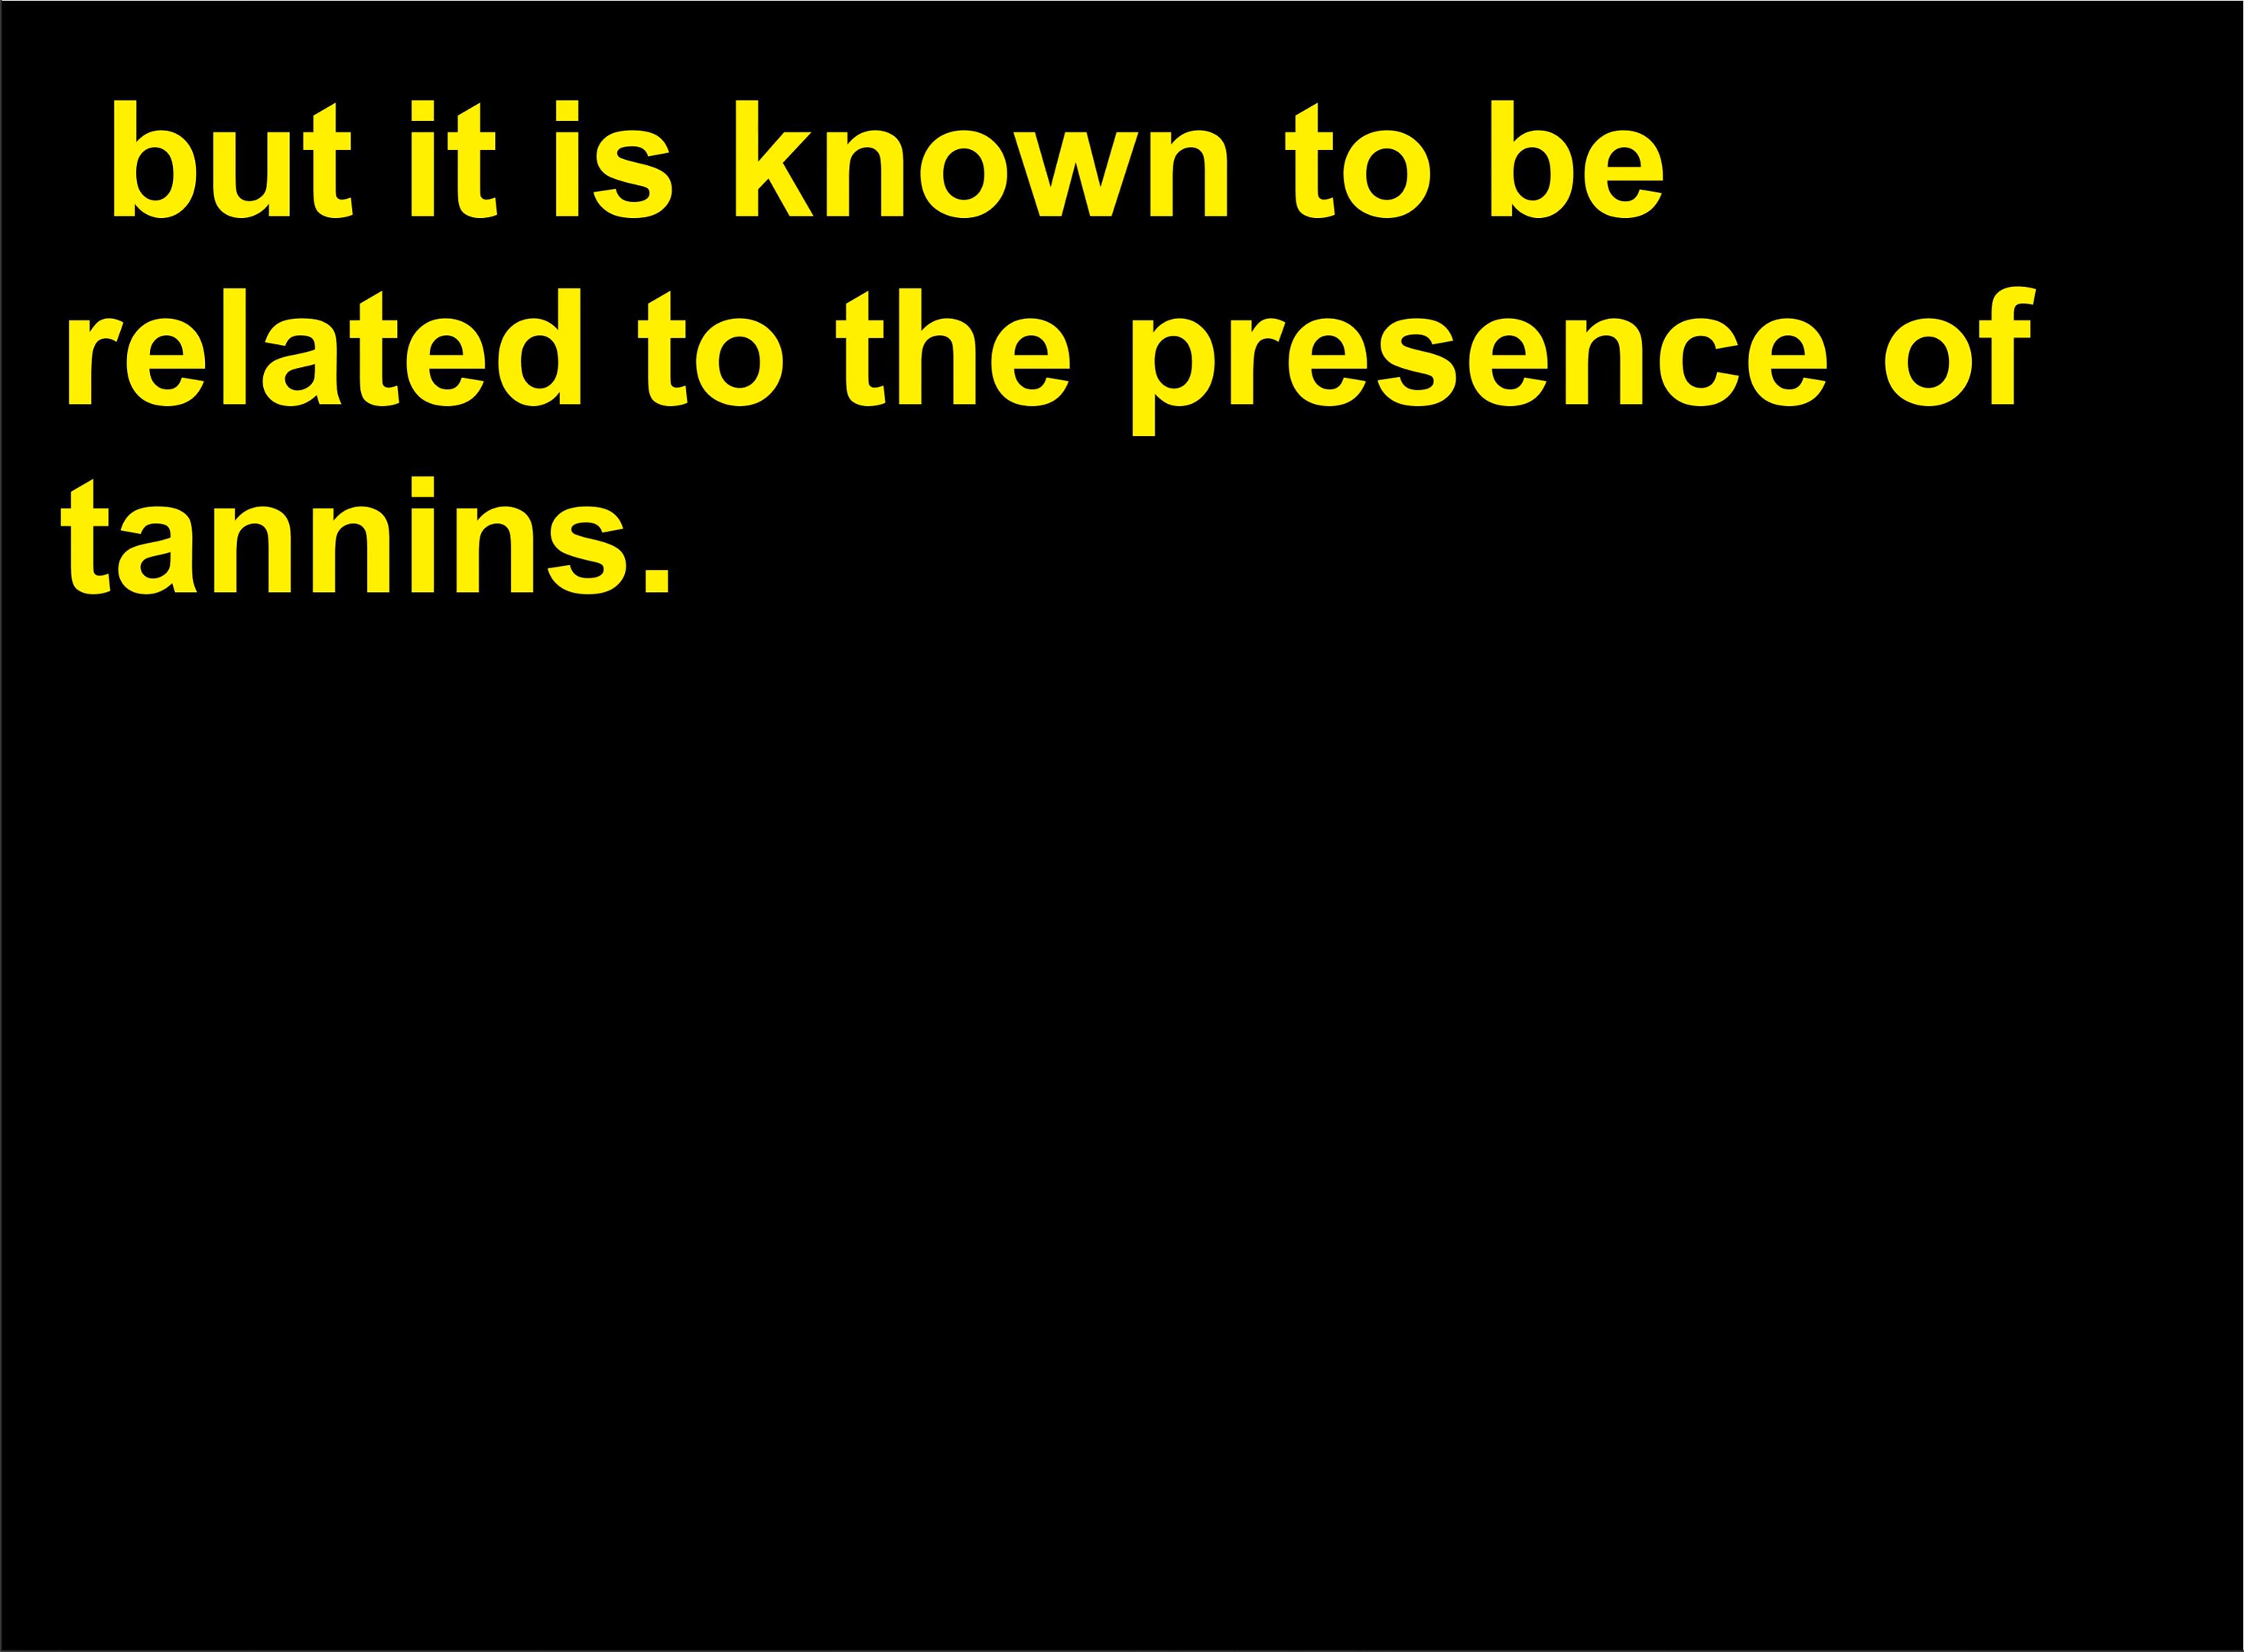 but it is known to be
related to the presence of
tannins.